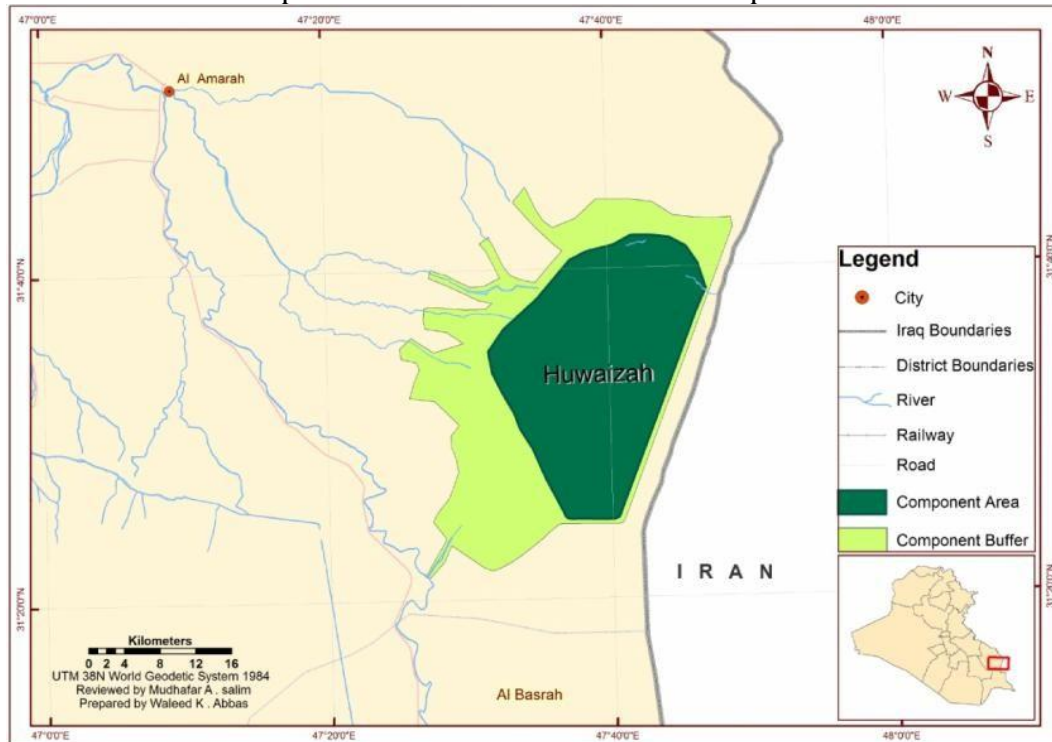 47°0'0"E 47°20'0"E 47°40'0"E 48°0'0"E
Al Amarah
N
W E
S
31°40'0"N
31°40'0"N
Huwaizah
Legend
City
Iraq Boundaries
District Boundaries
River
Railway
Road
Component Area
Component Buffer
I R A N
31°20'0"N
Kilometers
0 2 4 8 12 16
UTM 38N World Geodetic System 1984
Reviewed by Mudhafar A . salim
Prepared by Waleed K . Abbas
Al Basrah
47°0'0"E 47°20'0"E 47°40'0"E 48°0'0"E